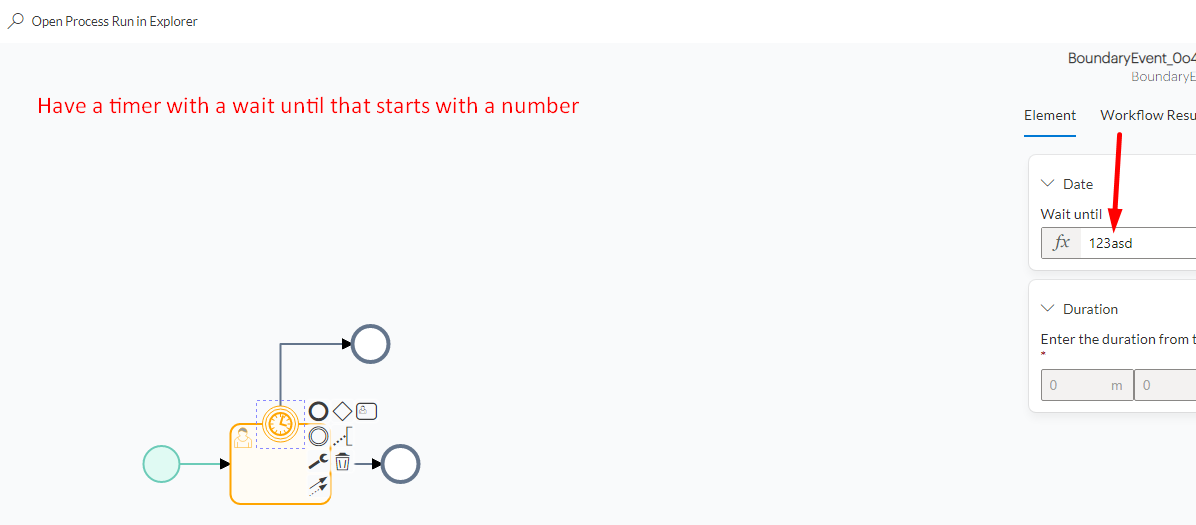 Open Process Run in Explorer
BoundaryEvent_0o4
BoundaryE
Have a timer with a wait until that starts with a number
Element
Workflow Resu
Date
Wait until
fx
123asd
Duration
Enter the duration from t
*
0
m
0